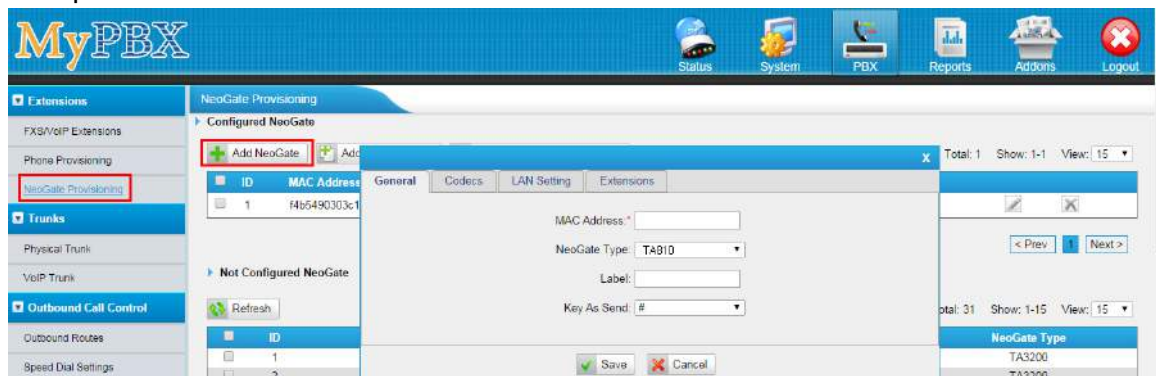 MyPBX
Status System PBX Reports Addons Logout
Extensions
FXS/VoIP Extensions
Phone Provisioning
NeoGate Provisioning
Trunks
Physical Trunk
VoIP Trunk
Outbound Call Control
Outbound Routes
Speed Dial Settings
NeoGate Provisioning
Configured NeoGate
Add NeoGate Add
Total: 1 Show: 1-1 View: 15
ID MAC Address
1 f4b5490303c1
< Prev 1 Next >
X
General Codecs LAN Setting Extensions
MAC Address:*
NeoGate Type: TA810
Label:
Key As Send: #
Save Cancel
Not Configured NeoGate
Refresh
otal: 31 Show: 1-15 View: 15
ID NeoGate Type
1 TA3200
2 TA3200